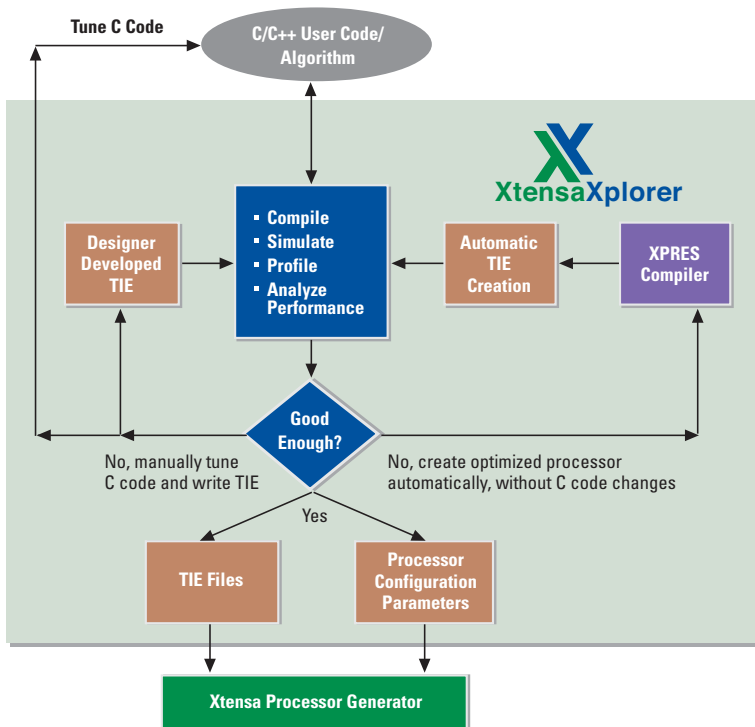 Tune C Code
C/C++ User Code/
Algorithm
XtensaXplorer
Designer
Developed
TIE
▪ Compile
▪ Simulate
▪ Profile
▪ Analyze
Performance
Automatic
TIE
Creation
XPRES
Compiler
Good
Enough?
No, manually tune
C code and write TIE
No, create optimized processor
automatically, without C code changes
Yes
TIE Files
Processor
Configuration
Parameters
Xtensa Processor Generator